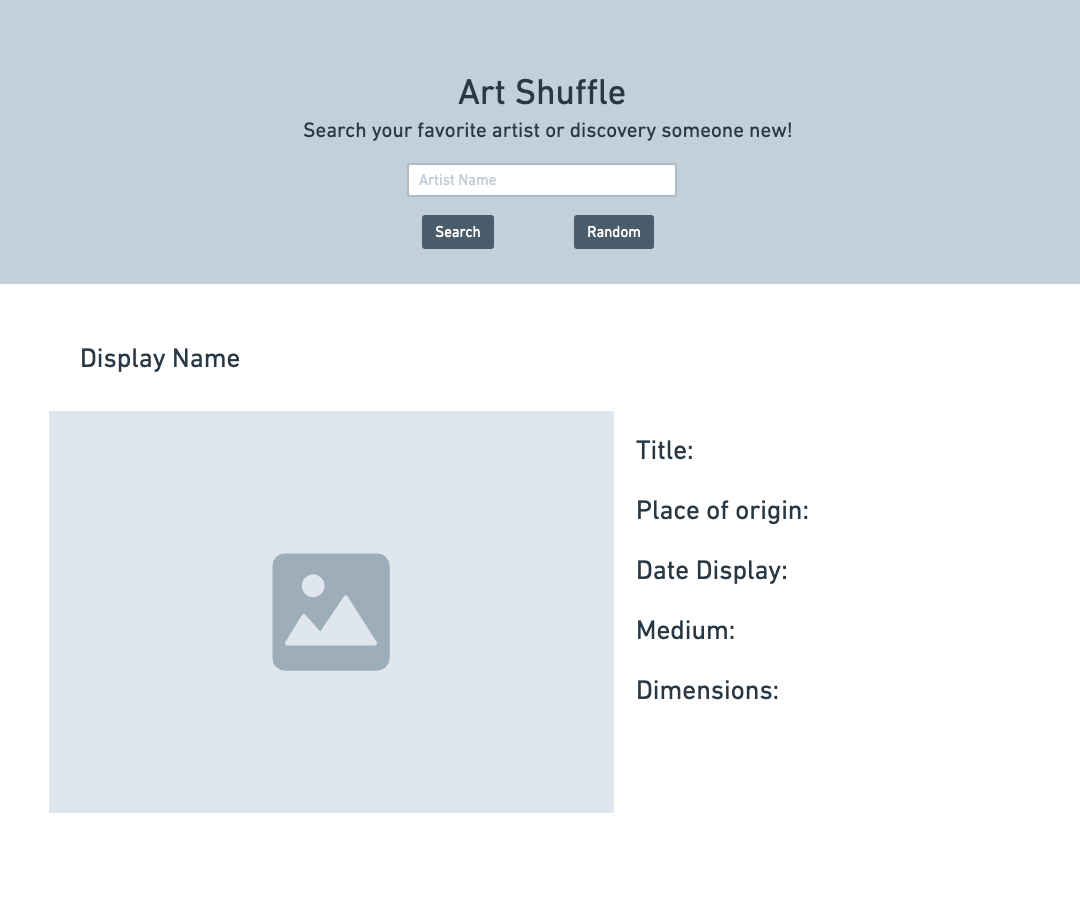 Art Shuffle
Search your favorite artist or discovery someone new!
Artist Name
Search Random
Display Name
Title:
Place of origin:
Date Display:
Medium:
Dimensions: